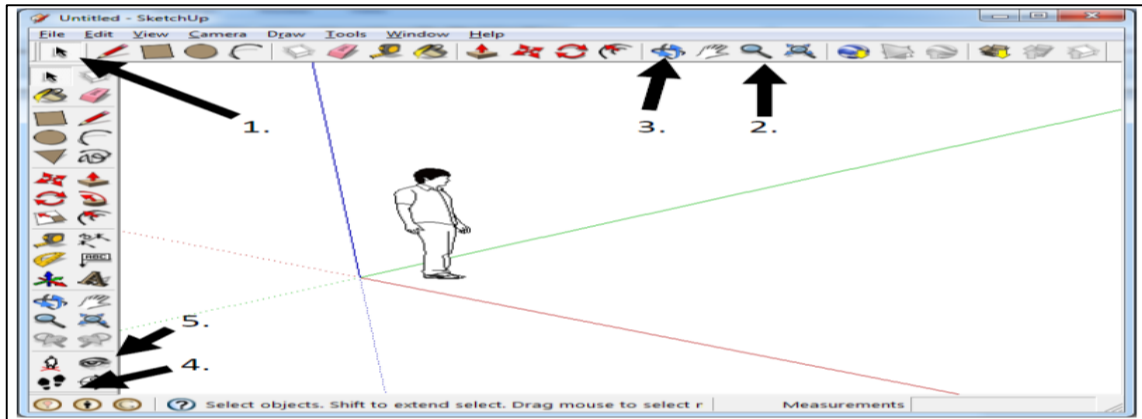 Untitled - SketchUp
File Edit View Camera Draw Tools Window Help
1.
3.
2.
ABC
5.
4.
Select objects. Shift to extend select. Drag mouse to select r
Measurements